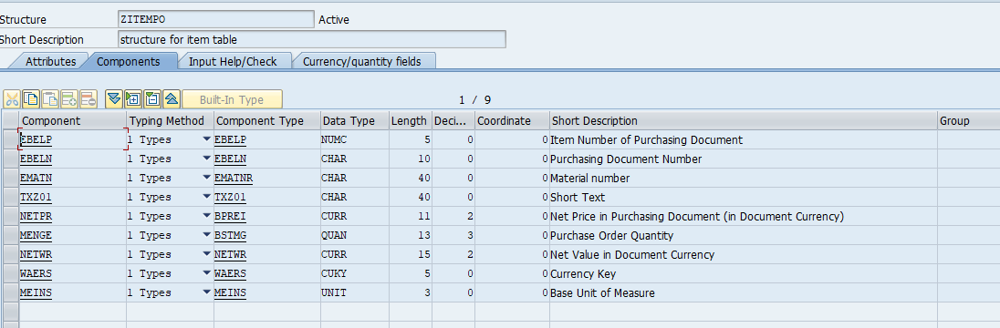 Structure ZITEMPO Active
Short Description structure for item table
Attributes Components Input Help/Check Currency/quantity fields
Built-In Type 1 / 9
Component Typing Method Component Type Data Type Length Deci... Coordinate Short Description Group
EBELP 1 Types EBELP NUMC 5 0 0 Item Number of Purchasing Document
EBELN 1 Types EBELN CHAR 10 0 0 Purchasing Document Number
EMATN 1 Types EMATNR CHAR 40 0 0 Material number
TXZ01 1 Types TXZ01 CHAR 40 0 0 Short Text
NETPR 1 Types BPREI CURR 11 2 0 Net Price in Purchasing Document (in Document Currency)
MENGE 1 Types BSTMG QUAN 13 3 0 Purchase Order Quantity
NETWR 1 Types NETWR CURR 15 2 0 Net Value in Document Currency
WAERS 1 Types WAERS CUKY 5 0 0 Currency Key
MEINS 1 Types MEINS UNIT 3 0 0 Base Unit of Measure